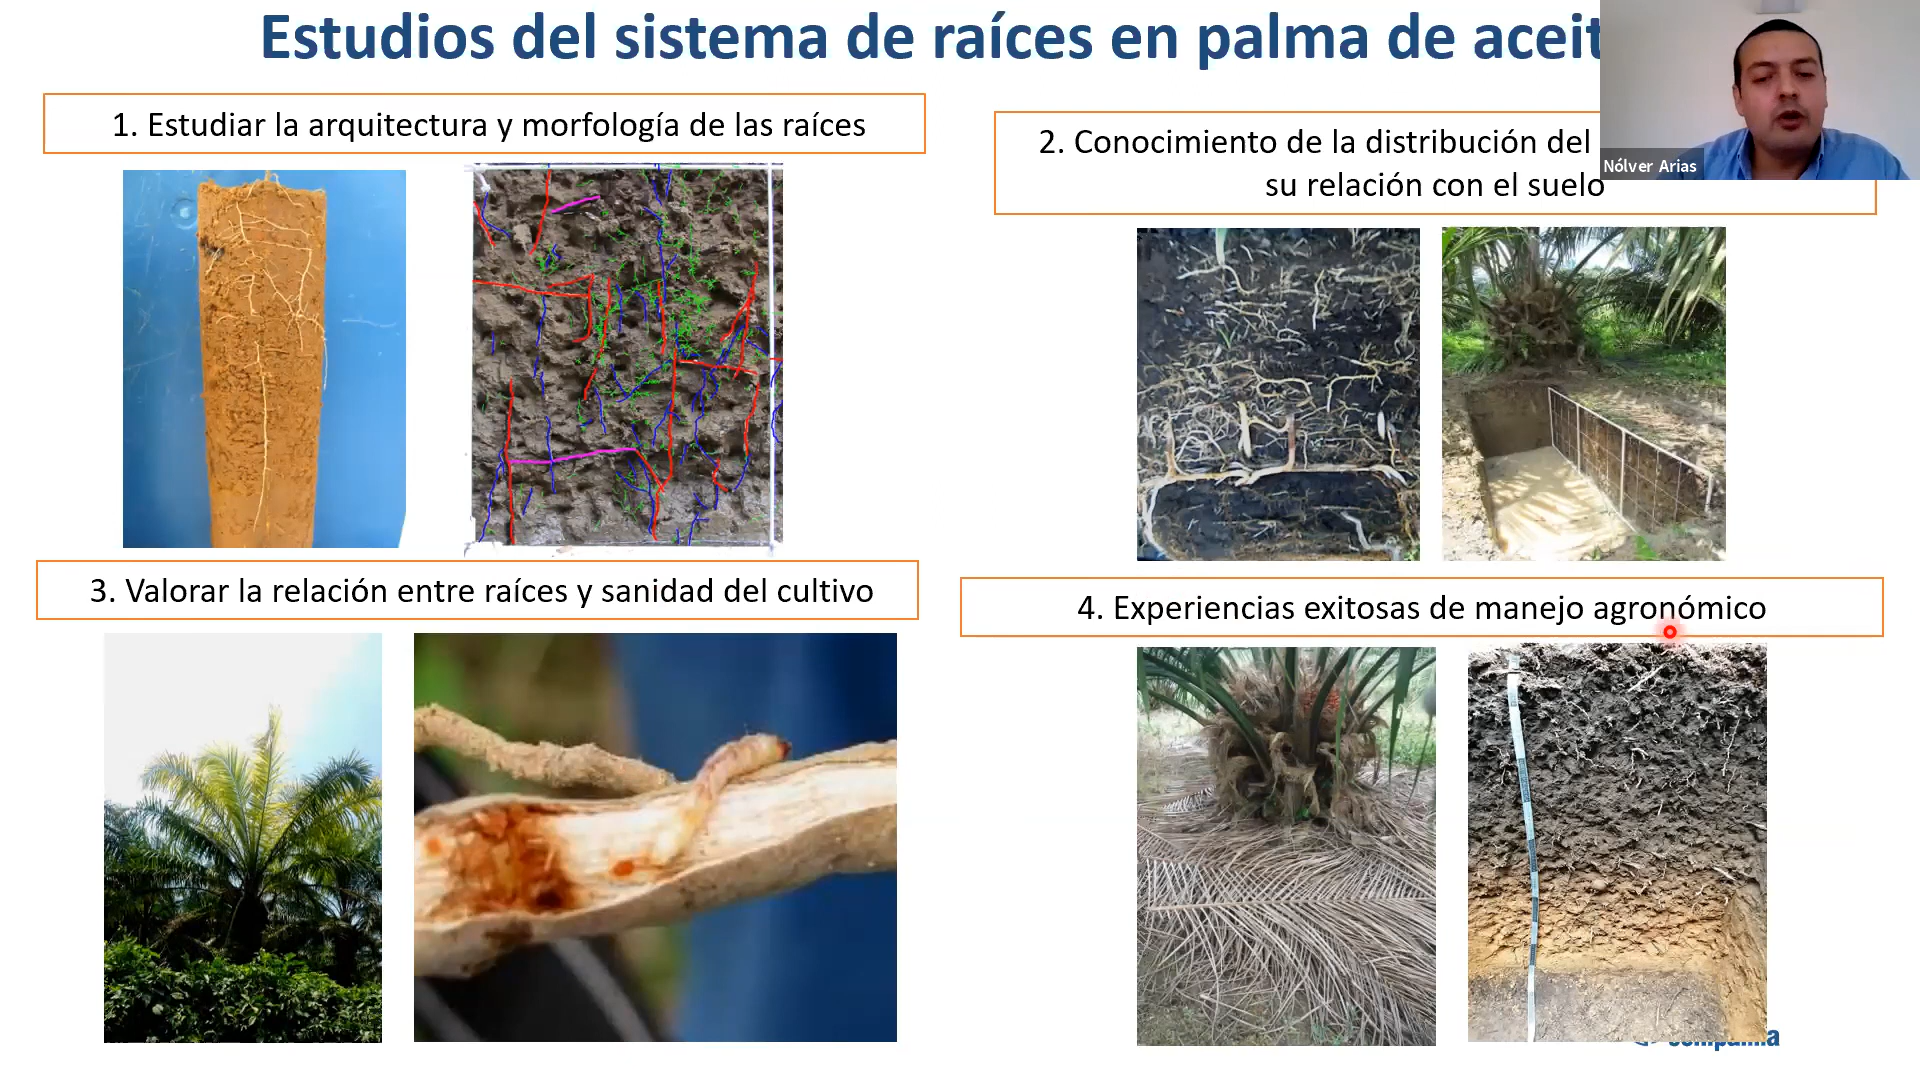 Estudios del sistema de raíces en palma de aceit
1. Estudiar la arquitectura y morfología de las raíces
2. Conocimiento de la distribución del
su relación con el suelo
Nólver Arias
3. Valorar la relación entre raíces y sanidad del cultivo
4. Experiencias exitosas de manejo agronómico